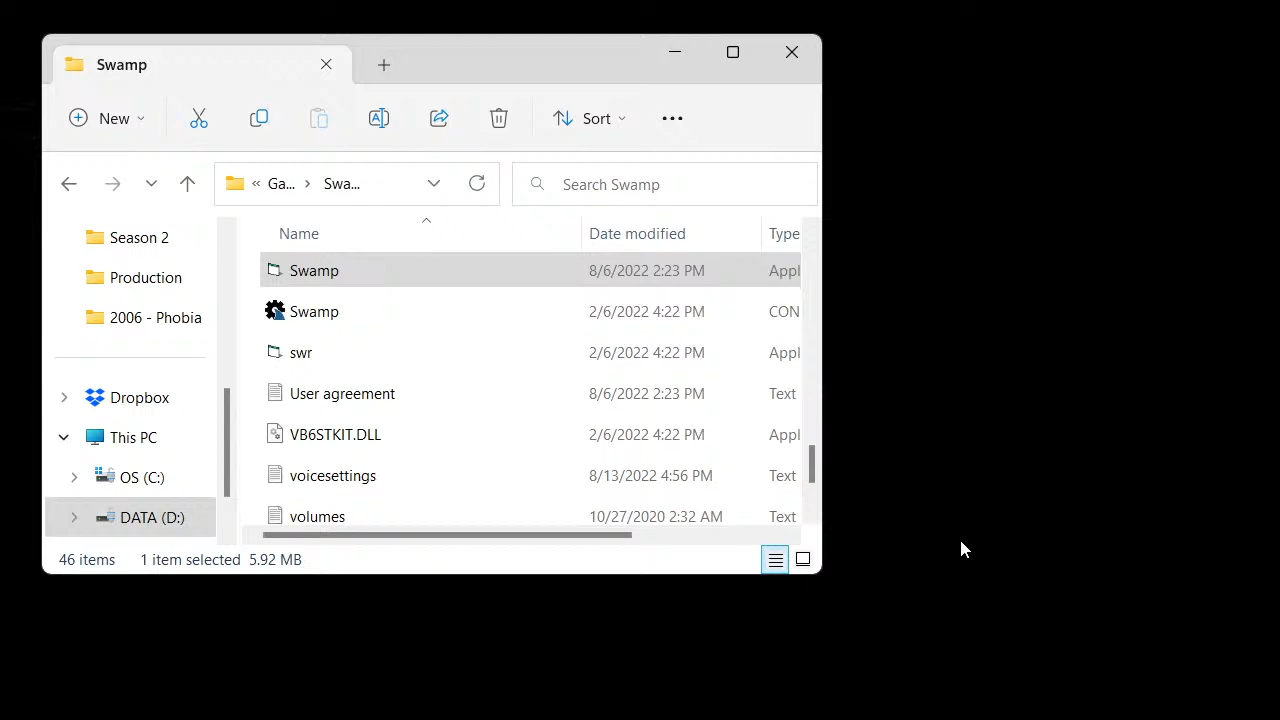 Swamp
New
Sort
« Ga... > Swa...
Search Swamp
Season 2
Production
2006 - Phobia
Dropbox
This PC
OS (C:)
DATA (D:)
Name Date modified Type
Swamp 8/6/2022 2:23 PM Appl
Swamp 2/6/2022 4:22 PM CON
swr 2/6/2022 4:22 PM Appl
User agreement 8/6/2022 2:23 PM Text
VB6STKIT.DLL 2/6/2022 4:22 PM Appl
voicesettings 8/13/2022 4:56 PM Text
volumes 10/27/2020 2:32 AM Text
46 items 1 item selected 5.92 MB